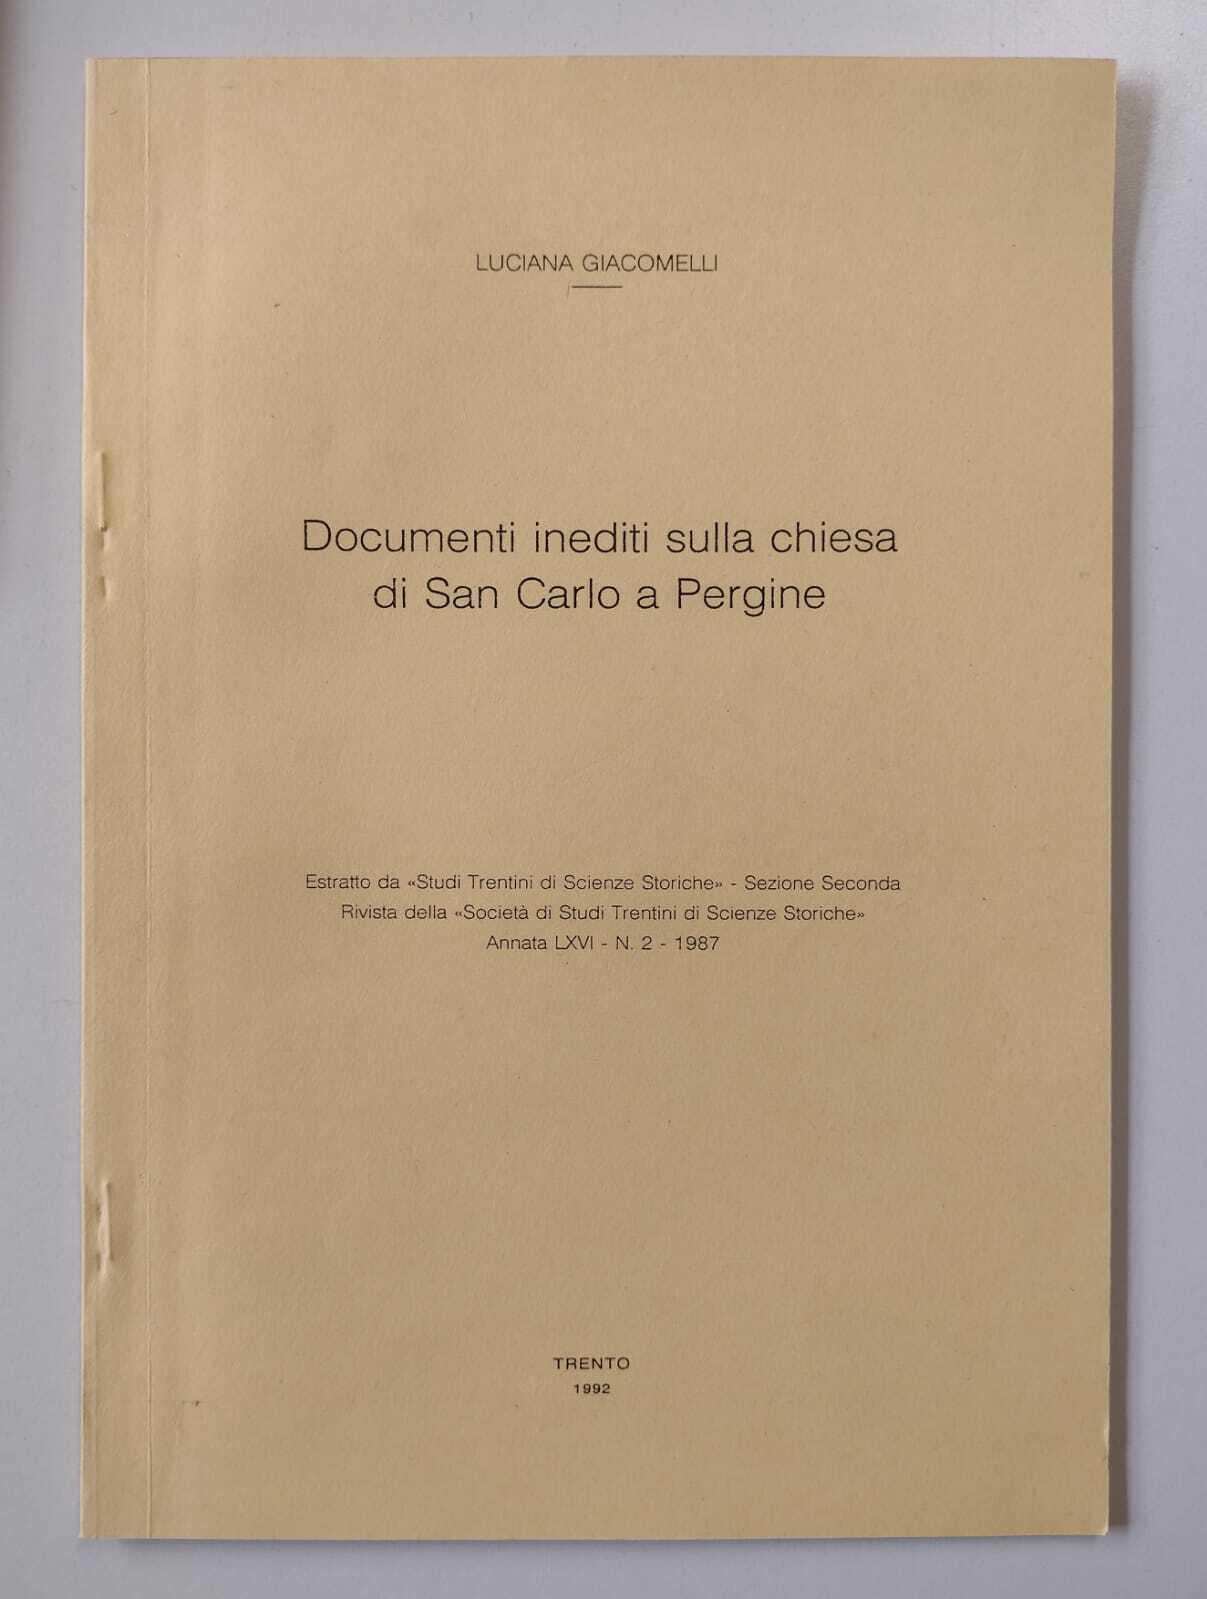 LUCIANA GIACOMELLI
Documenti inediti sulla chiesa
di San Carlo a Pergine
Estratto da «Studi Trentini di Scienze Storiche» - Sezione Seconda
Rivista della «Società di Studi Trentini di Scienze Storiche»
Annata LXVI - N. 2 - 1987
TRENTO
1992